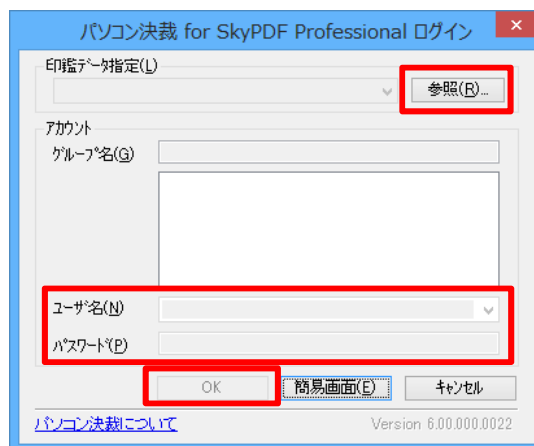 パソコン決裁 for SkyPDF Professional ログイン
印鑑ﾃﾞｰﾀ指定(L)
参照(R)...
ｱｶｳﾝﾄ
ｸﾞﾙｰﾌﾟ名(G)
ﾕｰｻﾞ名(N)
ﾊﾟｽﾜｰﾄﾞ(P)
OK 簡易画面(E) ｷｬﾝｾﾙ
パソコン決裁について Version 6.00.000.0022